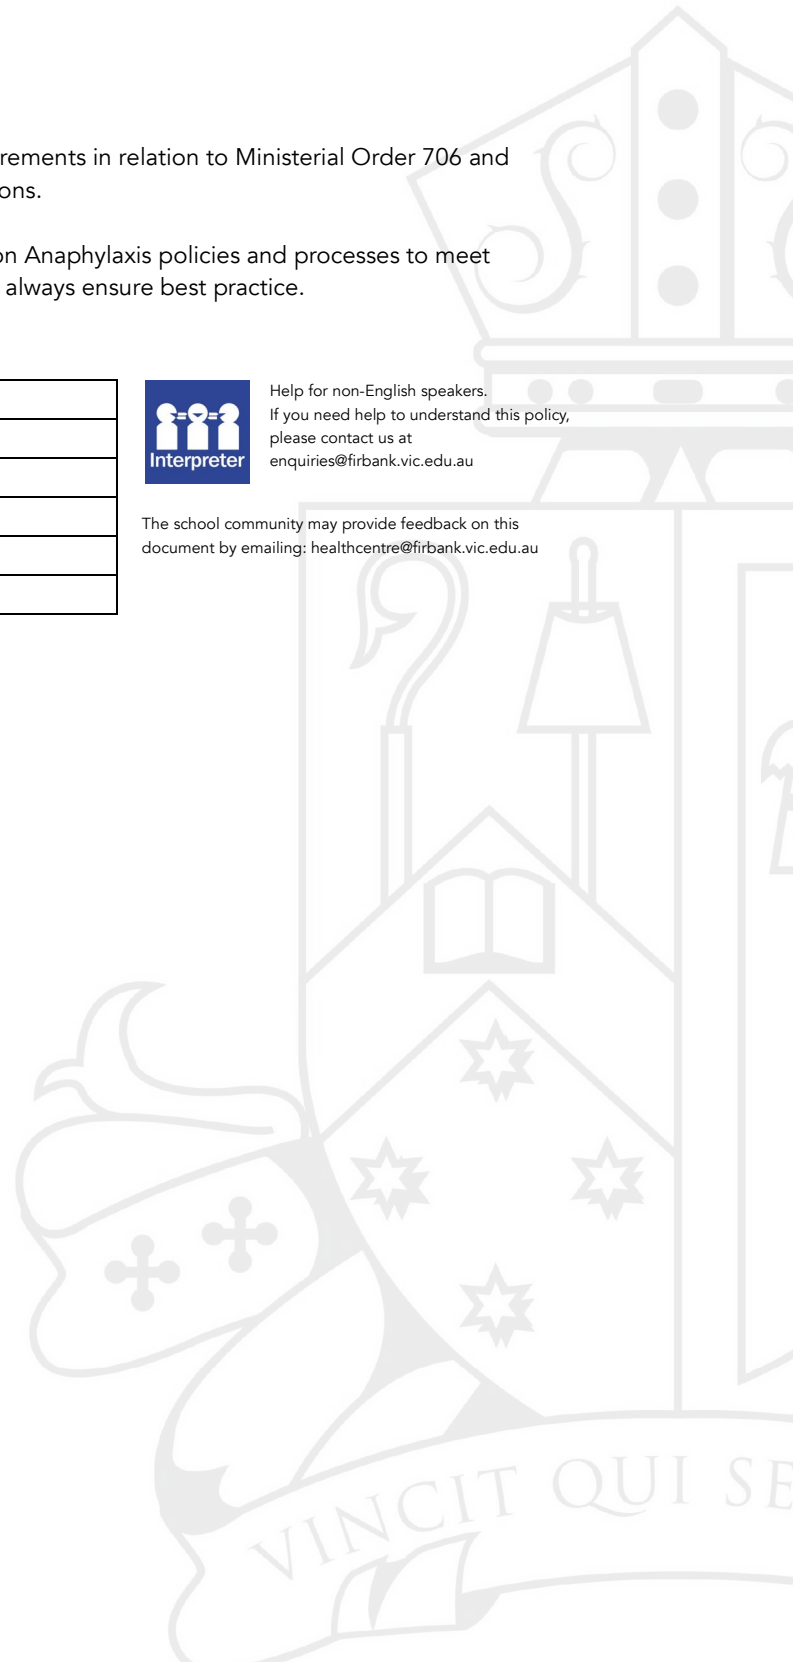 rements in relation to Ministerial Order 706 and
ons.
on Anaphylaxis policies and processes to meet
always ensure best practice.
Interpreter
Help for non-English speakers.
If you need help to understand this policy,
please contact us at
enquiries@firbank.vic.edu.au
The school community may provide feedback on this
document by emailing: healthcentre@firbank.vic.edu.au
VINCIT QUI SE